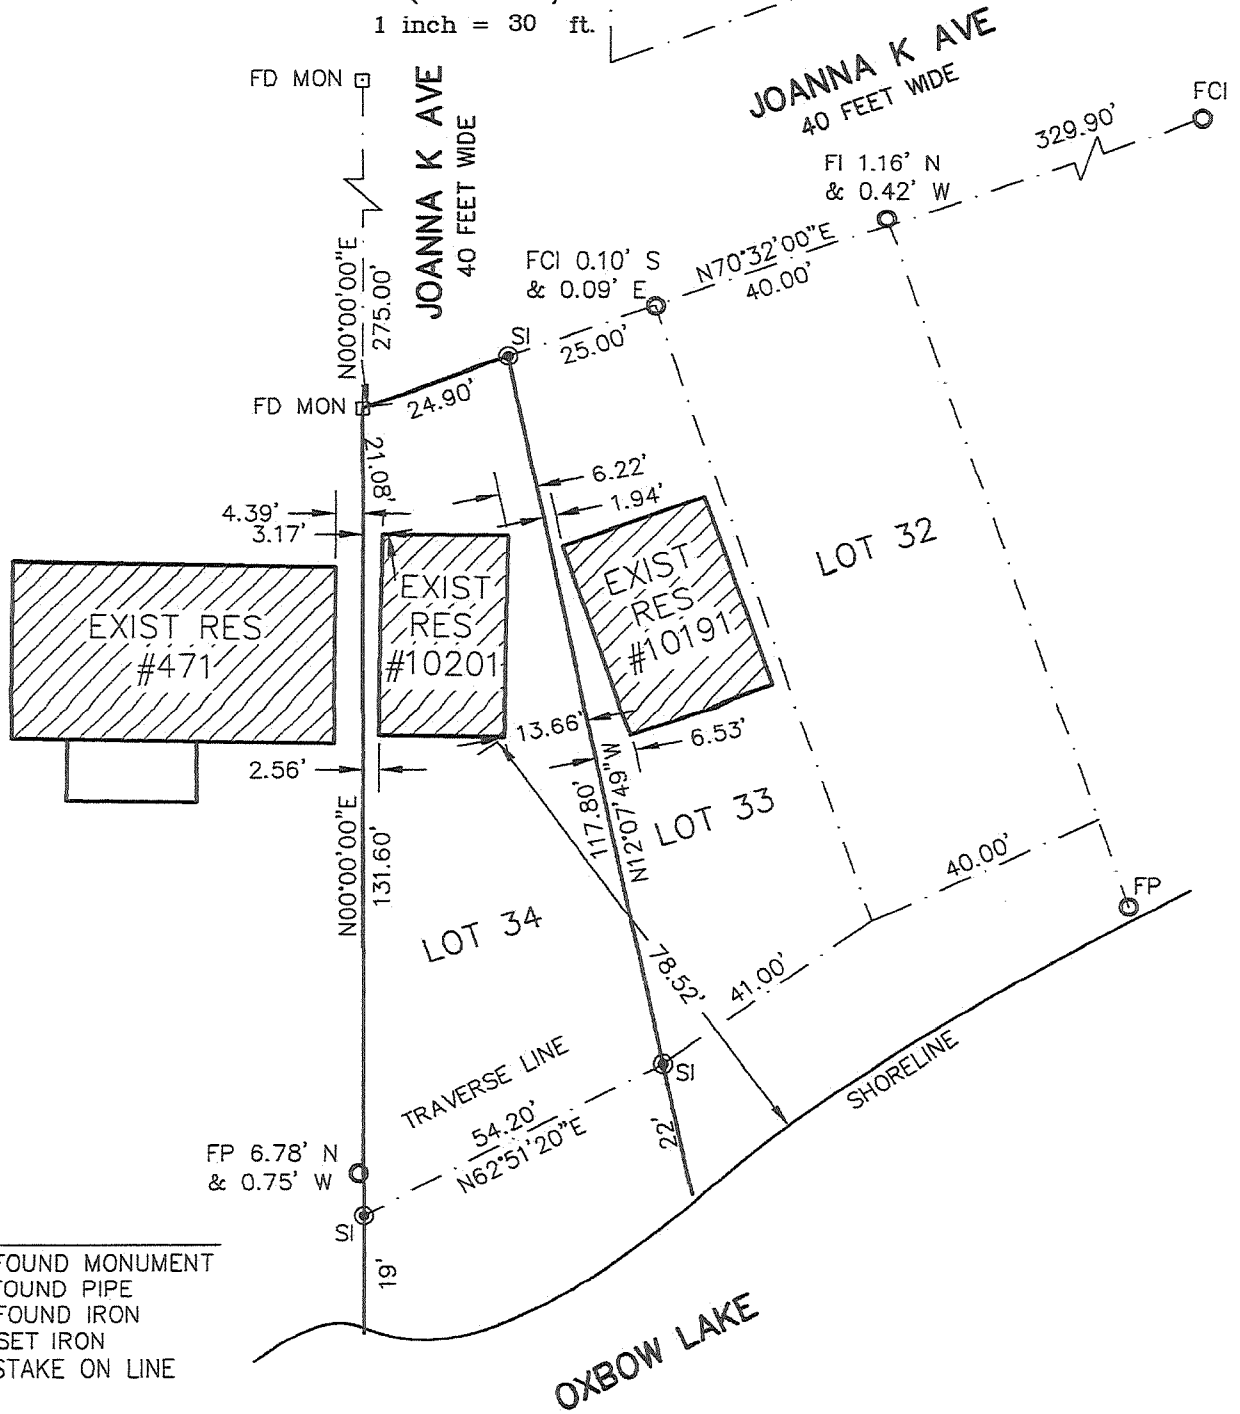 1 inch = 30 ft.
FD MON
JOANNA K AVE
40 FEET WIDE
JOANNA K AVE
40 FEET WIDE
FCI
329.90'
FI 1.16' N
& 0.42' W
N70°32'00"E
40.00'
FCI 0.10' S
& 0.09' E
N00°00'00"E
275.00'
SI
25.00'
FD MON
24.90'
21.08'
6.22'
1.94'
4.39'
3.17'
LOT 32
EXIST RES
#471
EXIST
RES
#10201
EXIST
RES
#10191
13.66'
6.53'
2.56'
N00°00'00"E
131.60'
117.80'
N12°07'49"W
LOT 33
40.00'
FP
LOT 34
78.52'
41.00'
SI
SHORELINE
TRAVERSE LINE
54.20'
N62°51'20"E
22'
FP 6.78' N
& 0.75' W
SI
19'
FOUND MONUMENT
FOUND PIPE
FOUND IRON
SET IRON
STAKE ON LINE
OXBOW LAKE